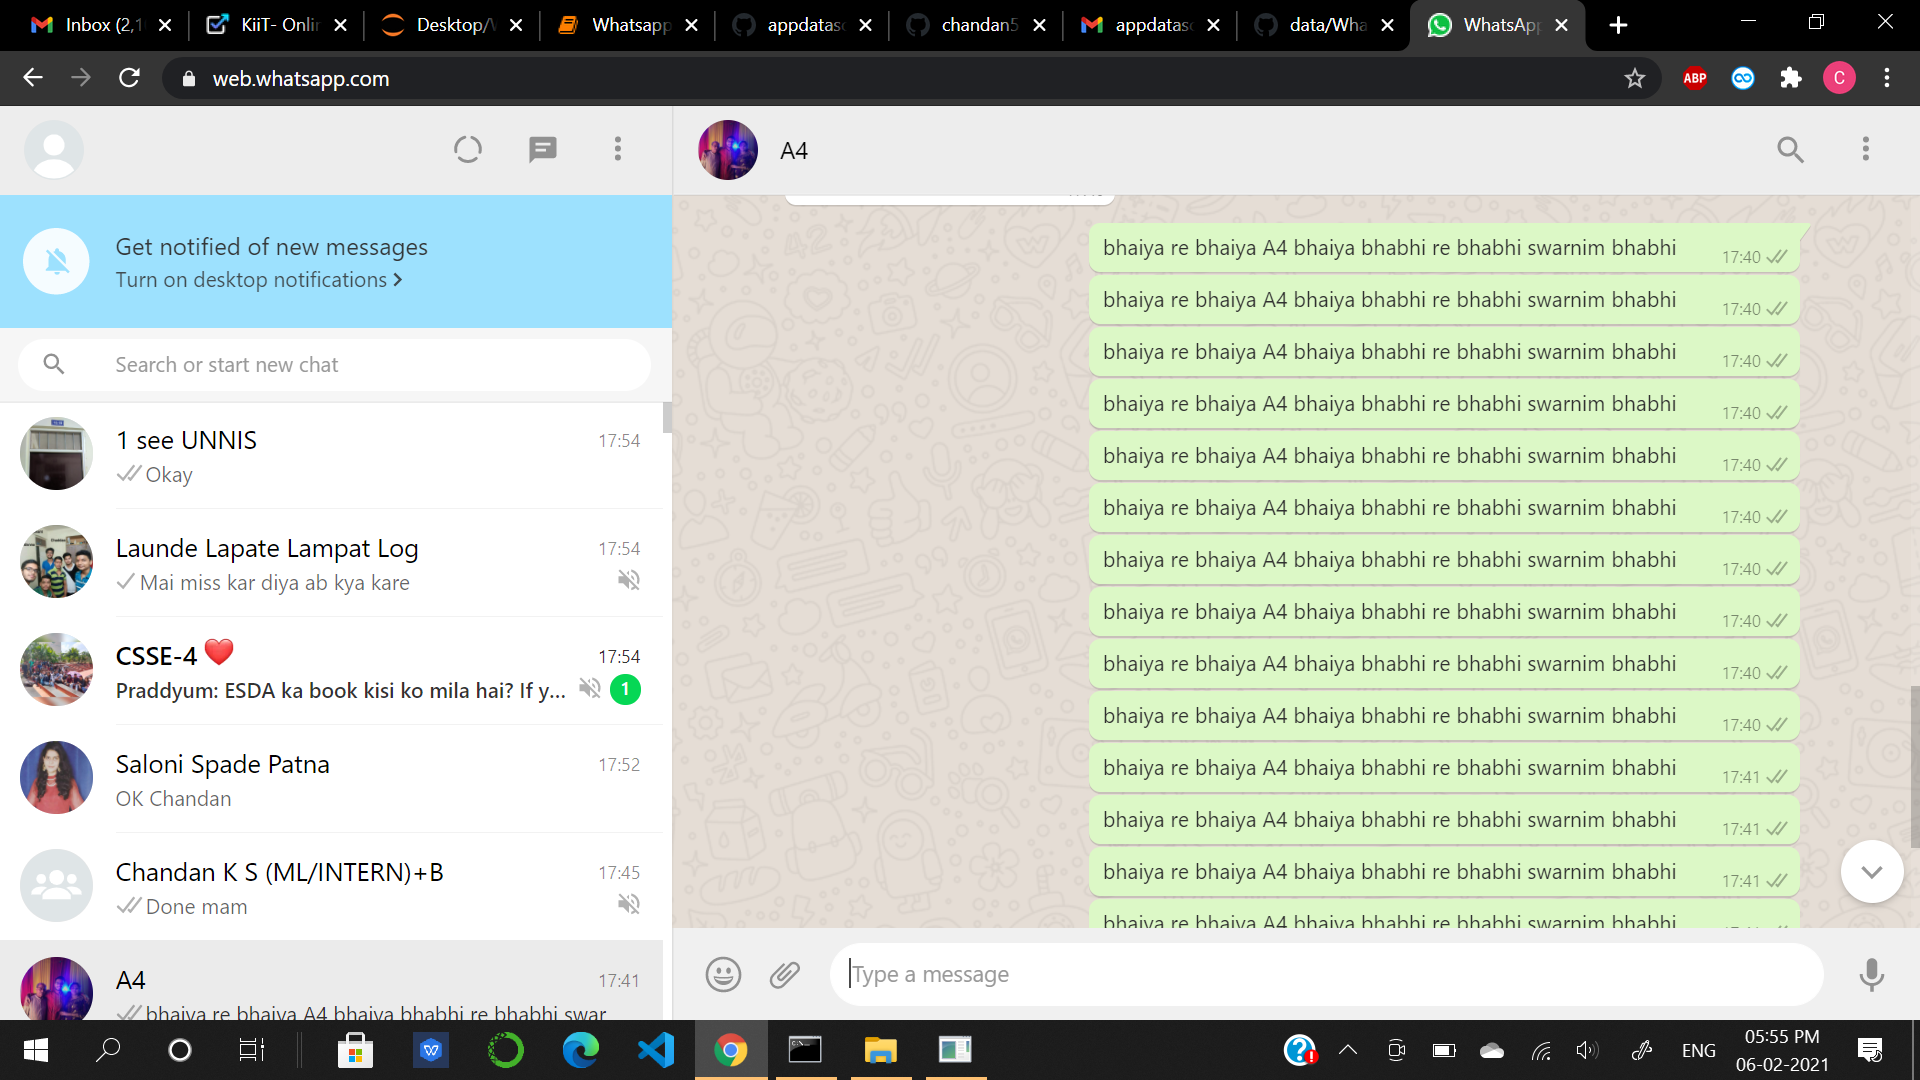 Inbox (2,1
KiiT- Onlin
Desktop/
Whatsapp
appdatasc
chandan5
appdatasc
data/Wha
WhatsApp
web.whatsapp.com
ABP
C
A4
Get notified of new messages
Turn on desktop notifications
Search or start new chat
1 see UNNIS
17:54
Okay
Launde Lapate Lampat Log
17:54
Mai miss kar diya ab kya kare
CSSE-4 ❤️
17:54
Praddyum: ESDA ka book kisi ko mila hai? If y...
1
Saloni Spade Patna
17:52
OK Chandan
Chandan K S (ML/INTERN)+B
17:45
Done mam
A4
17:41
bhaiya re bhaiya A4 bhaiya bhabhi re bhabhi swar
bhaiya re bhaiya A4 bhaiya bhabhi re bhabhi swarnim bhabhi 17:40
bhaiya re bhaiya A4 bhaiya bhabhi re bhabhi swarnim bhabhi 17:40
bhaiya re bhaiya A4 bhaiya bhabhi re bhabhi swarnim bhabhi 17:40
bhaiya re bhaiya A4 bhaiya bhabhi re bhabhi swarnim bhabhi 17:40
bhaiya re bhaiya A4 bhaiya bhabhi re bhabhi swarnim bhabhi 17:40
bhaiya re bhaiya A4 bhaiya bhabhi re bhabhi swarnim bhabhi 17:40
bhaiya re bhaiya A4 bhaiya bhabhi re bhabhi swarnim bhabhi 17:40
bhaiya re bhaiya A4 bhaiya bhabhi re bhabhi swarnim bhabhi 17:40
bhaiya re bhaiya A4 bhaiya bhabhi re bhabhi swarnim bhabhi 17:40
bhaiya re bhaiya A4 bhaiya bhabhi re bhabhi swarnim bhabhi 17:40
bhaiya re bhaiya A4 bhaiya bhabhi re bhabhi swarnim bhabhi 17:41
bhaiya re bhaiya A4 bhaiya bhabhi re bhabhi swarnim bhabhi 17:41
bhaiya re bhaiya A4 bhaiya bhabhi re bhabhi swarnim bhabhi 17:41
bhaiya re bhaiya A4 bhaiya bhabhi re bhabhi swarnim bhabhi
Type a message
ENG
05:55 PM
06-02-2021